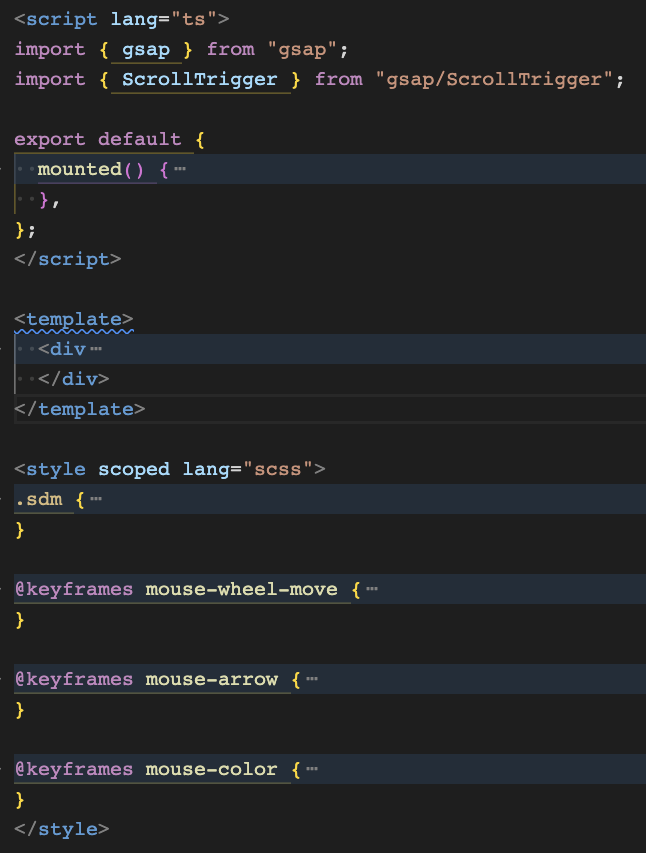 <script lang="ts">
import { gsap } from "gsap";
import { ScrollTrigger } from "gsap/ScrollTrigger";
export default {
mounted() { ⋯
},
};
</script>
<template>
<div ⋯
</div>
</template>
<style scoped lang="scss">
.sdm { ⋯
}
@keyframes mouse-wheel-move { ⋯
}
@keyframes mouse-arrow { ⋯
}
@keyframes mouse-color { ⋯
}
</style>